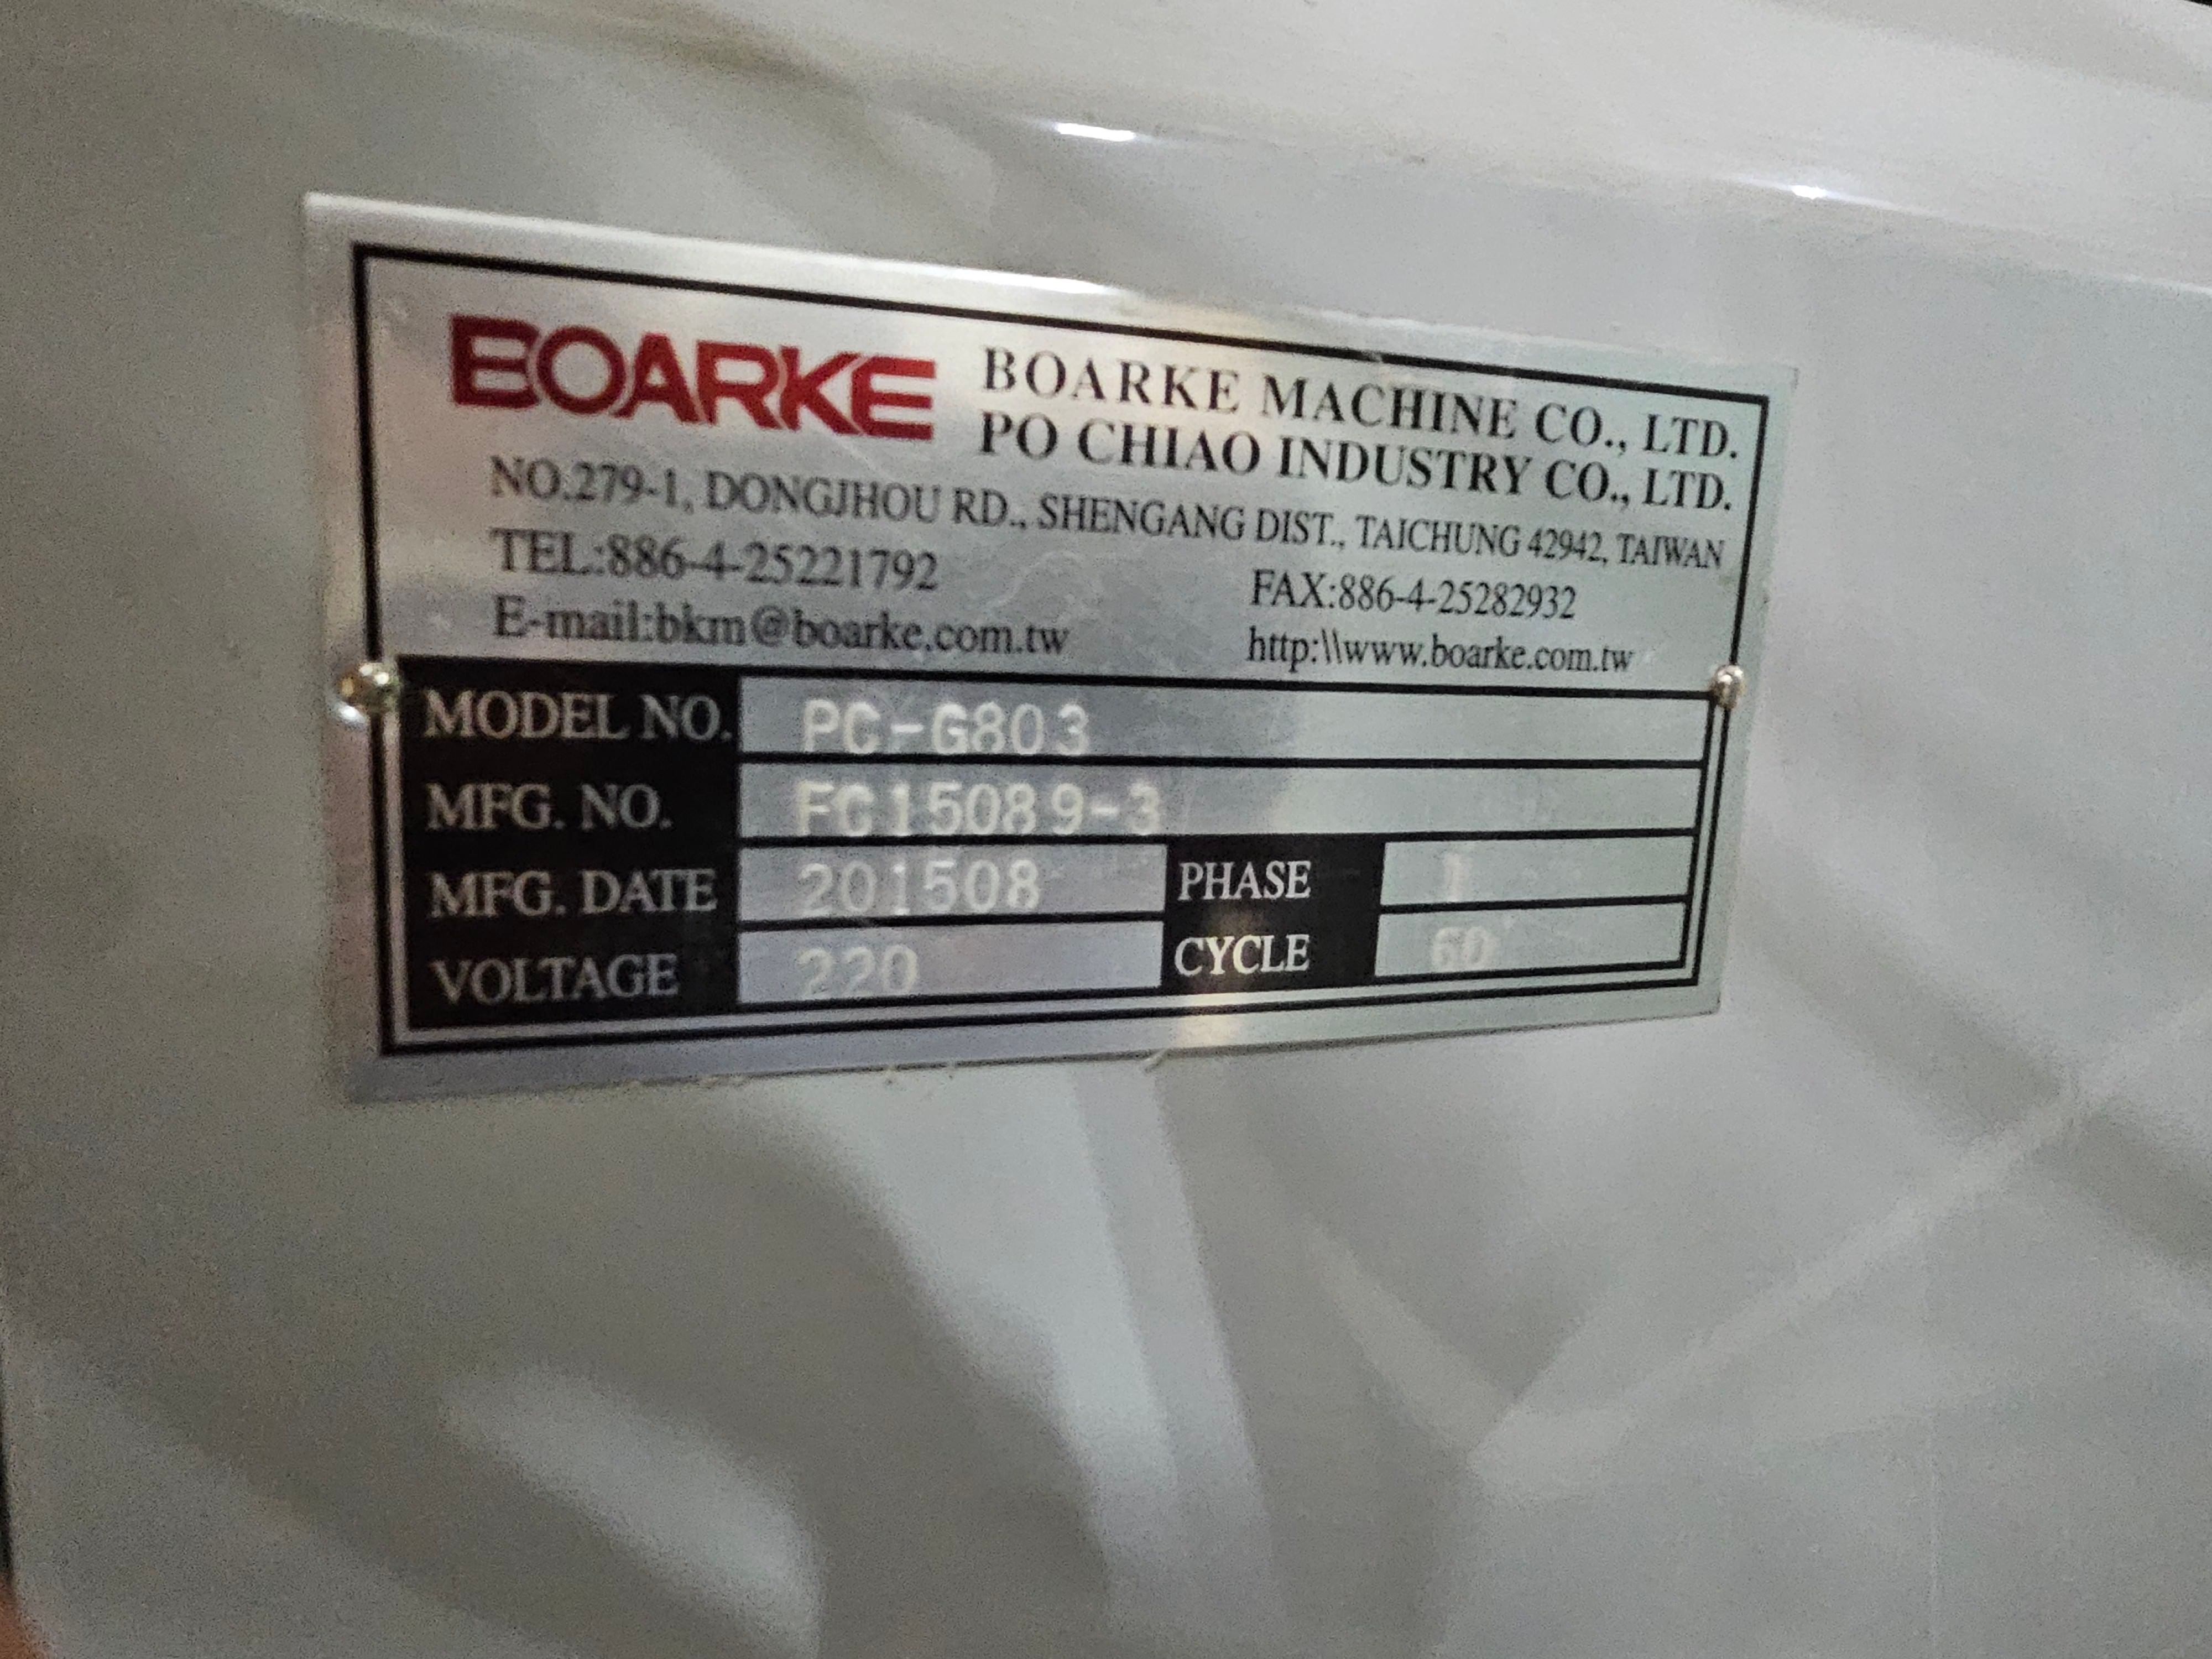 BOARKE
BOARKE MACHINE CO., LTD.
PO CHIAO INDUSTRY CO., LTD.
NO.279-1, DONGJHOU RD., SHENGANG DIST., TAICHUNG 42942, TAIWAN
TEL:886-4-25221792 FAX:886-4-25282932
E-mail:bkm@boarke.com.tw http:\\www.boarke.com.tw
MODEL NO. PC-G803
MFG. NO. FC15089-3
MFG. DATE 201508 PHASE 1
VOLTAGE 220 CYCLE 60